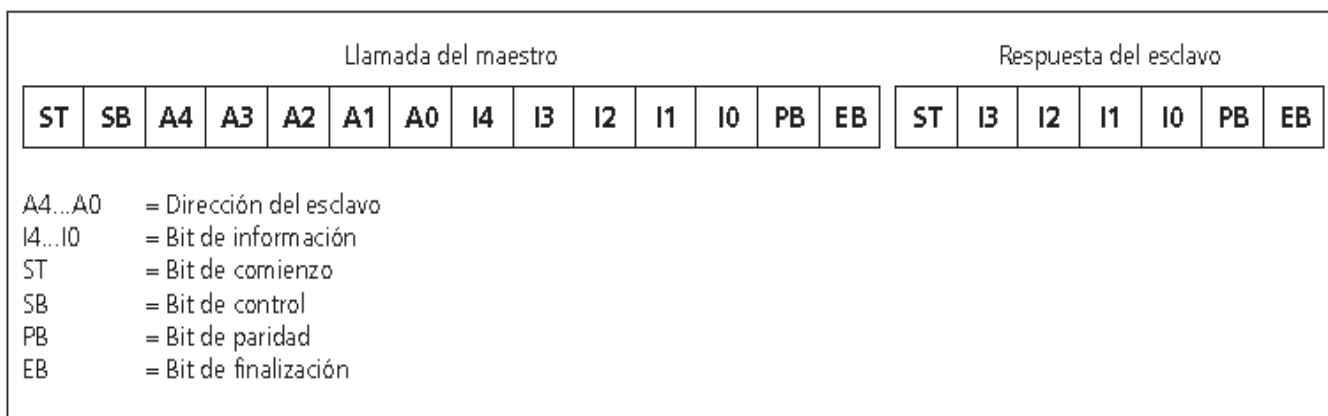 Llamada del maestro Respuesta del esclavo
ST SB A4 A3 A2 A1 A0 I4 I3 I2 I1 I0 PB EB ST I3 I2 I1 I0 PB EB
A4...A0 = Dirección del esclavo
I4...I0 = Bit de información
ST = Bit de comienzo
SB = Bit de control
PB = Bit de paridad
EB = Bit de finalización